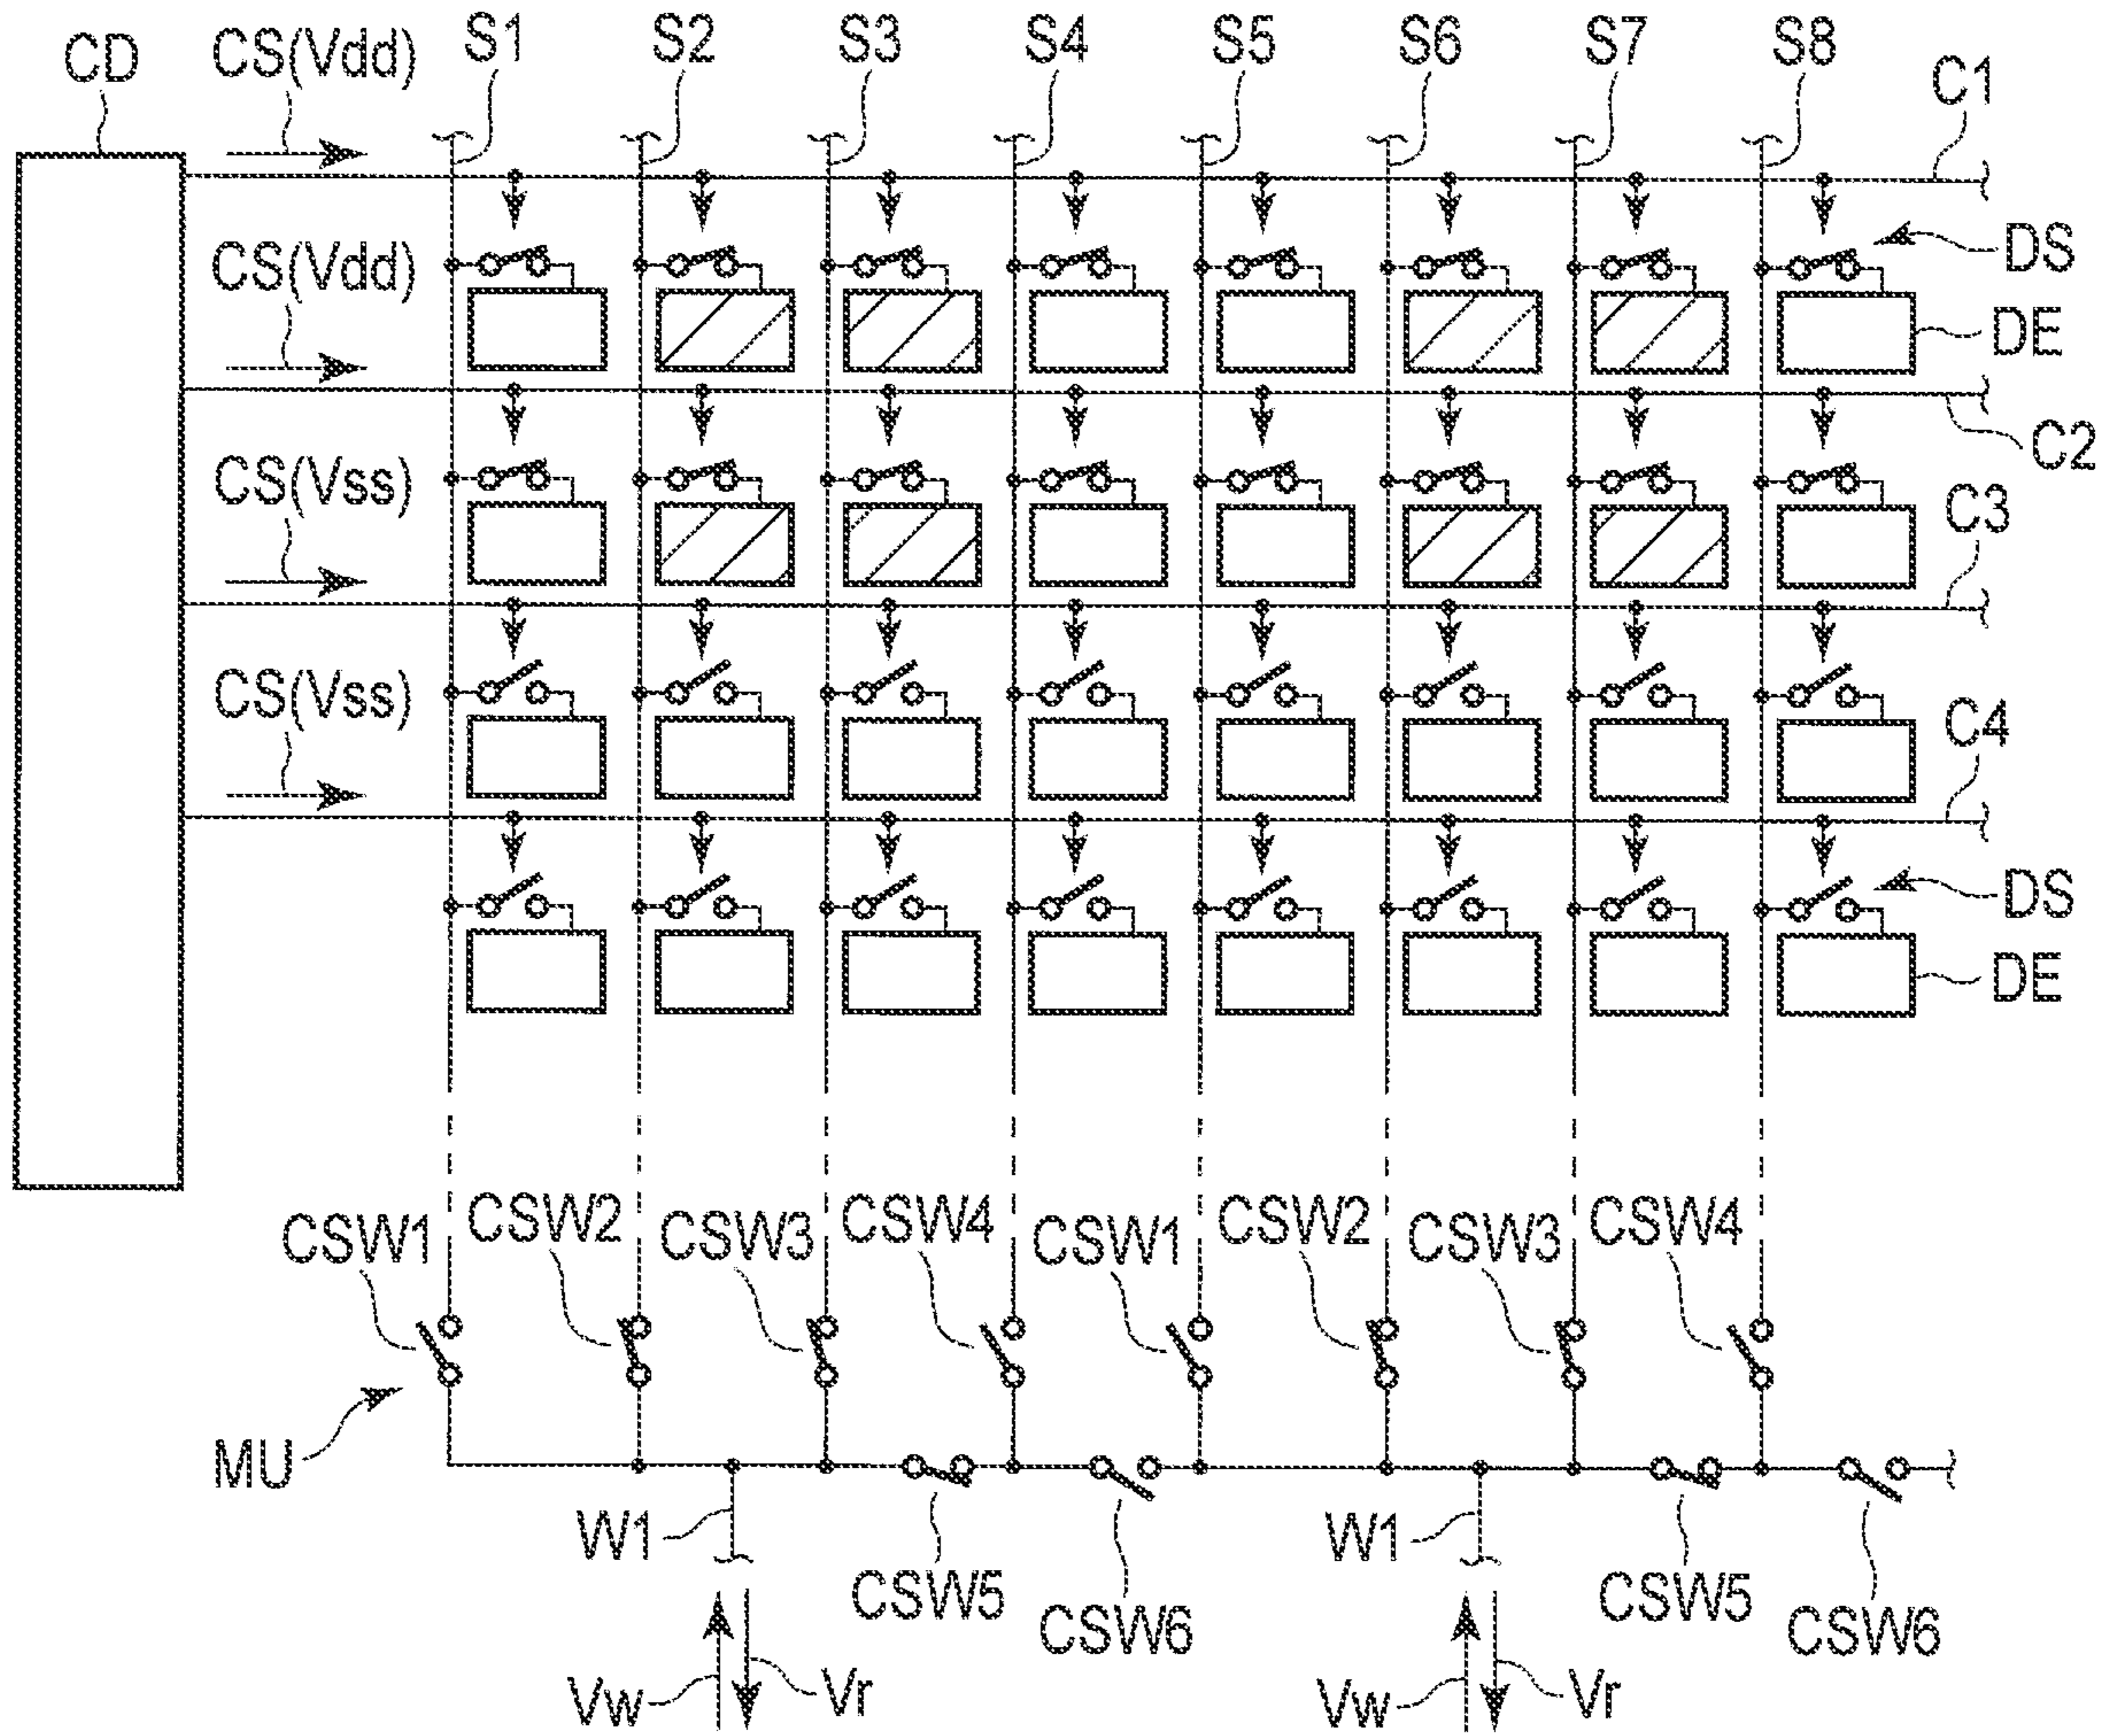 CD CS(Vdd) S1 S2 S3 S4 S5 S6 S7 S8 C1
CS(Vdd) DS
DE
C2
CS(Vss) C3
CS(Vss) C4
DS
DE
CSW1 CSW2 CSW3 CSW4 CSW1 CSW2 CSW3 CSW4
MU
W1 W1
CSW5 CSW6 CSW5 CSW6
Vw Vr Vw Vr